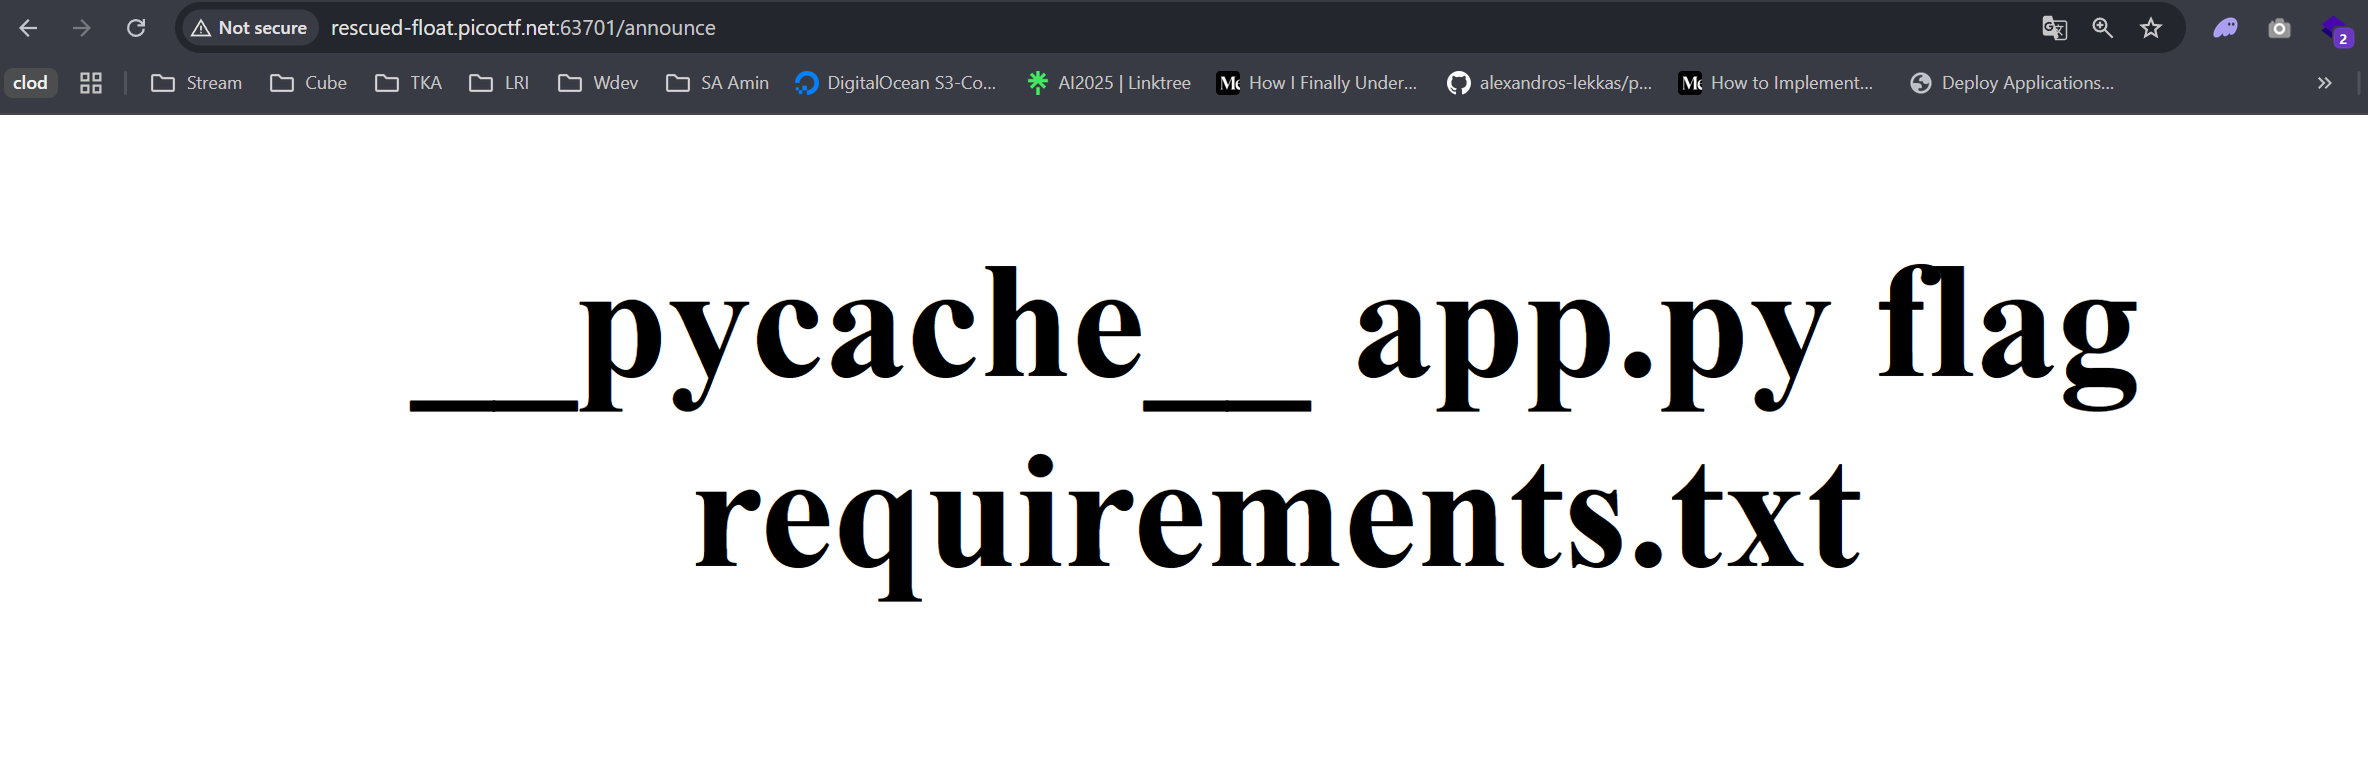 Not secure rescued-float.picoctf.net:63701/announce
2
clod Stream Cube TKA LRI Wdev SA Amin DigitalOcean S3-Co... AI2025 | Linktree How I Finally Under... alexandros-lekkas/p... How to Implement... Deploy Applications...
__pycache__ app.py flag
requirements.txt